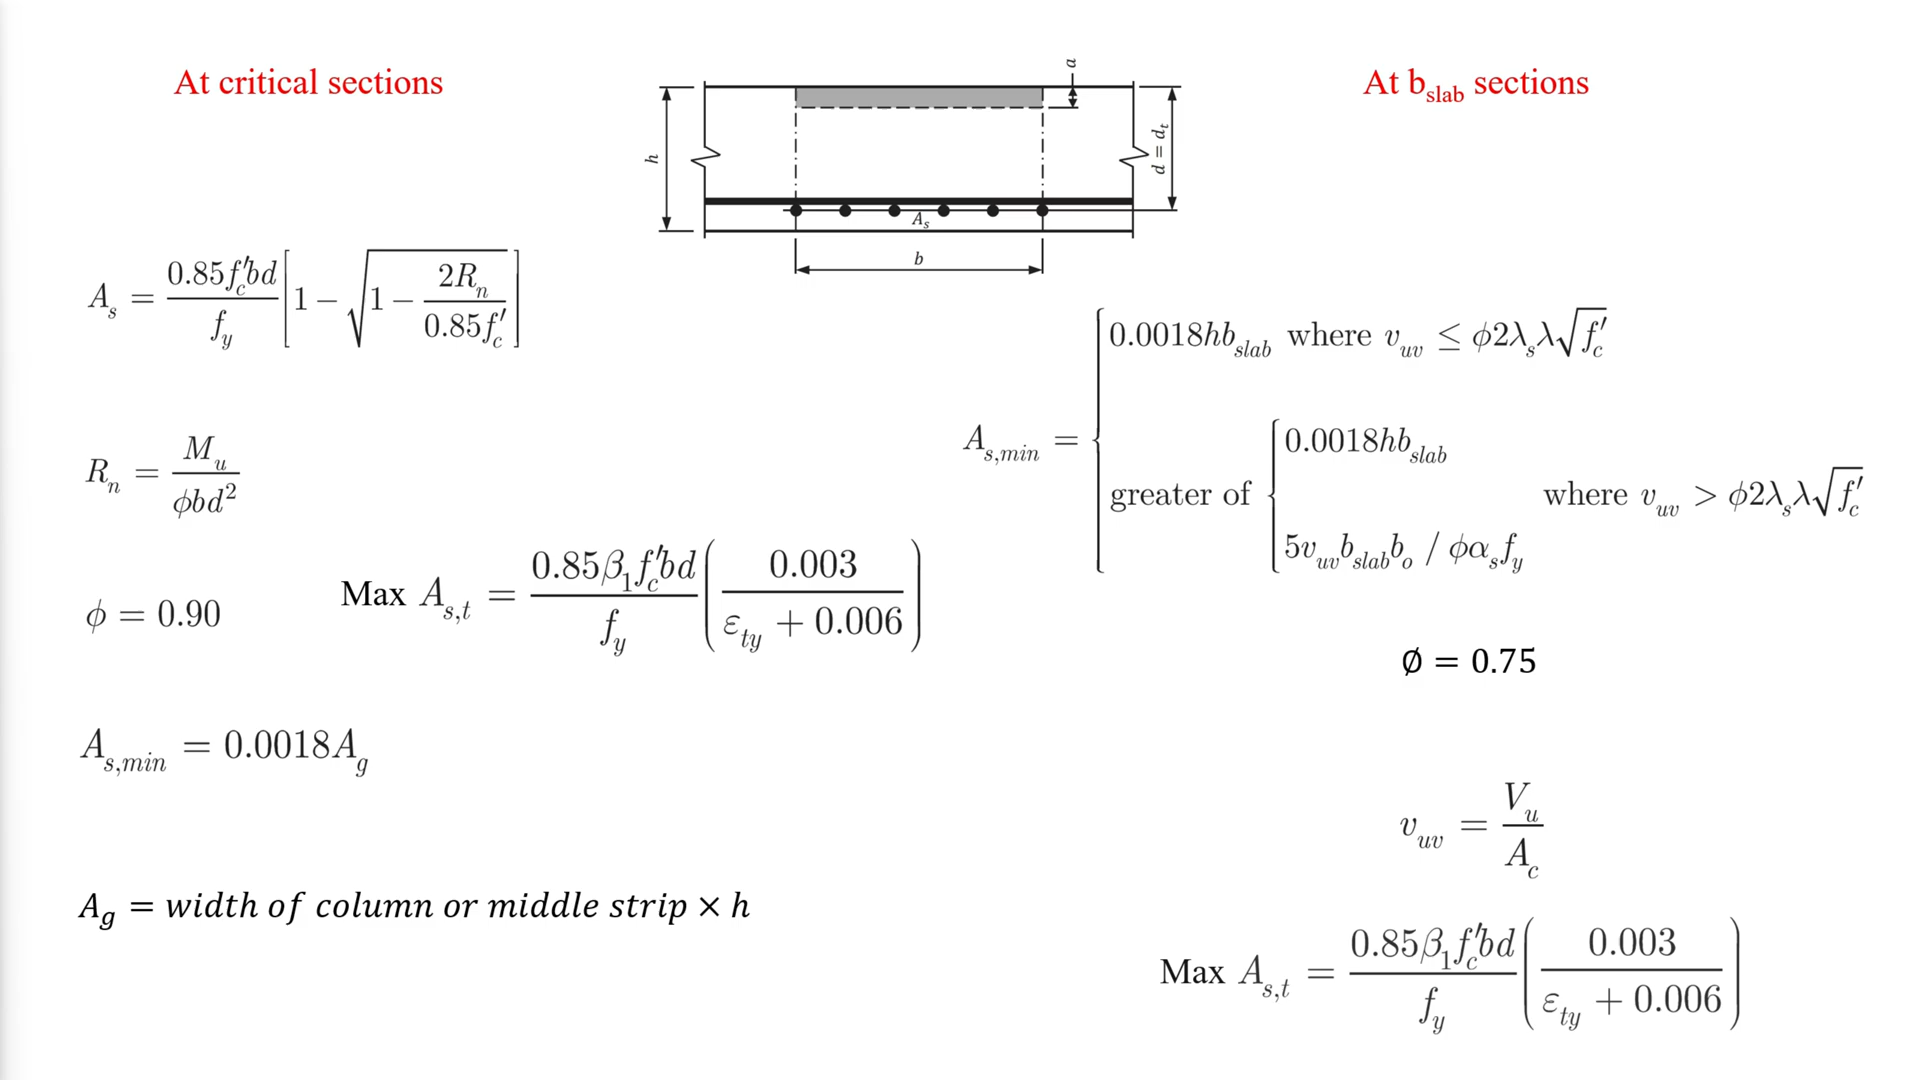 At critical sections
At b_slab sections
a
h
d = d_t
A_s
b
A_s = 0.85f'_c bd / f_y [1 − √(1 − 2R_n / 0.85f'_c)]
R_n = M_u / ϕbd²
ϕ = 0.90
Max A_s,t = 0.85β_1 f'_c bd / f_y (0.003 / ε_ty + 0.006)
A_s,min = 0.0018A_g
A_g = width of column or middle strip × h
A_s,min = { 0.0018hb_slab where v_uv ≤ ϕ2λ_s λ√f'_c
greater of { 0.0018hb_slab
5v_uv b_slab b_o / ϕα_s f_y
where v_uv > ϕ2λ_s λ√f'_c
∅ = 0.75
v_uv = V_u / A_c
Max A_s,t = 0.85β_1 f'_c bd / f_y (0.003 / ε_ty + 0.006)